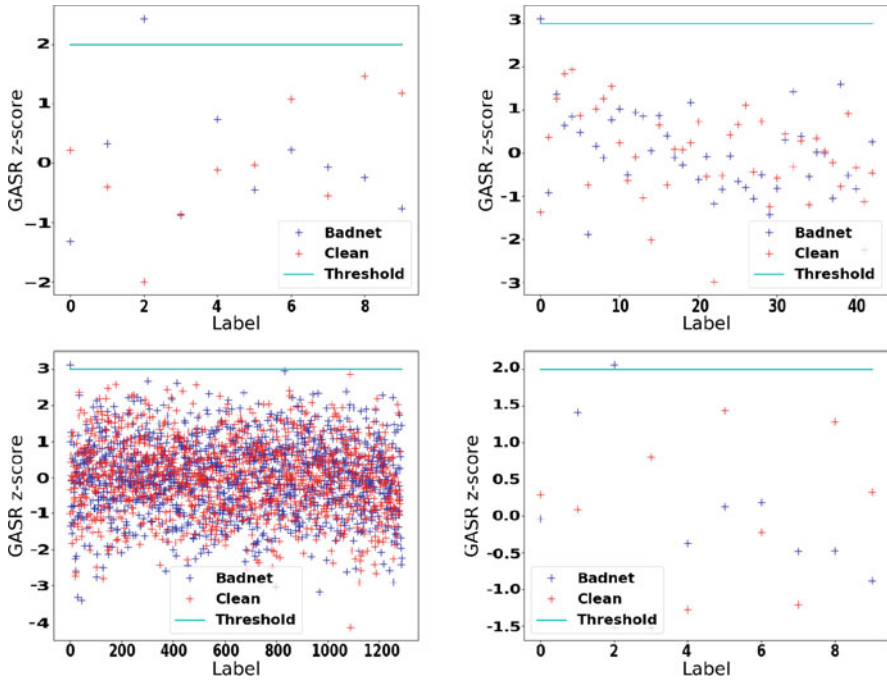 2
1
0
-1
-2
GASR z-score
0 2 4 6 8
Label
Badnet
Clean
Threshold
3
2
1
0
-1
-2
-3
GASR z-score
0 10 20 30 40
Label
Badnet
Clean
Threshold
3
2
1
0
-1
-2
-3
-4
GASR z-score
0 200 400 600 800 1000 1200
Label
Badnet
Clean
Threshold
2.0
1.5
1.0
0.5
0.0
-0.5
-1.0
-1.5
GASR z-score
0 2 4 6 8
Label
Badnet
Clean
Threshold